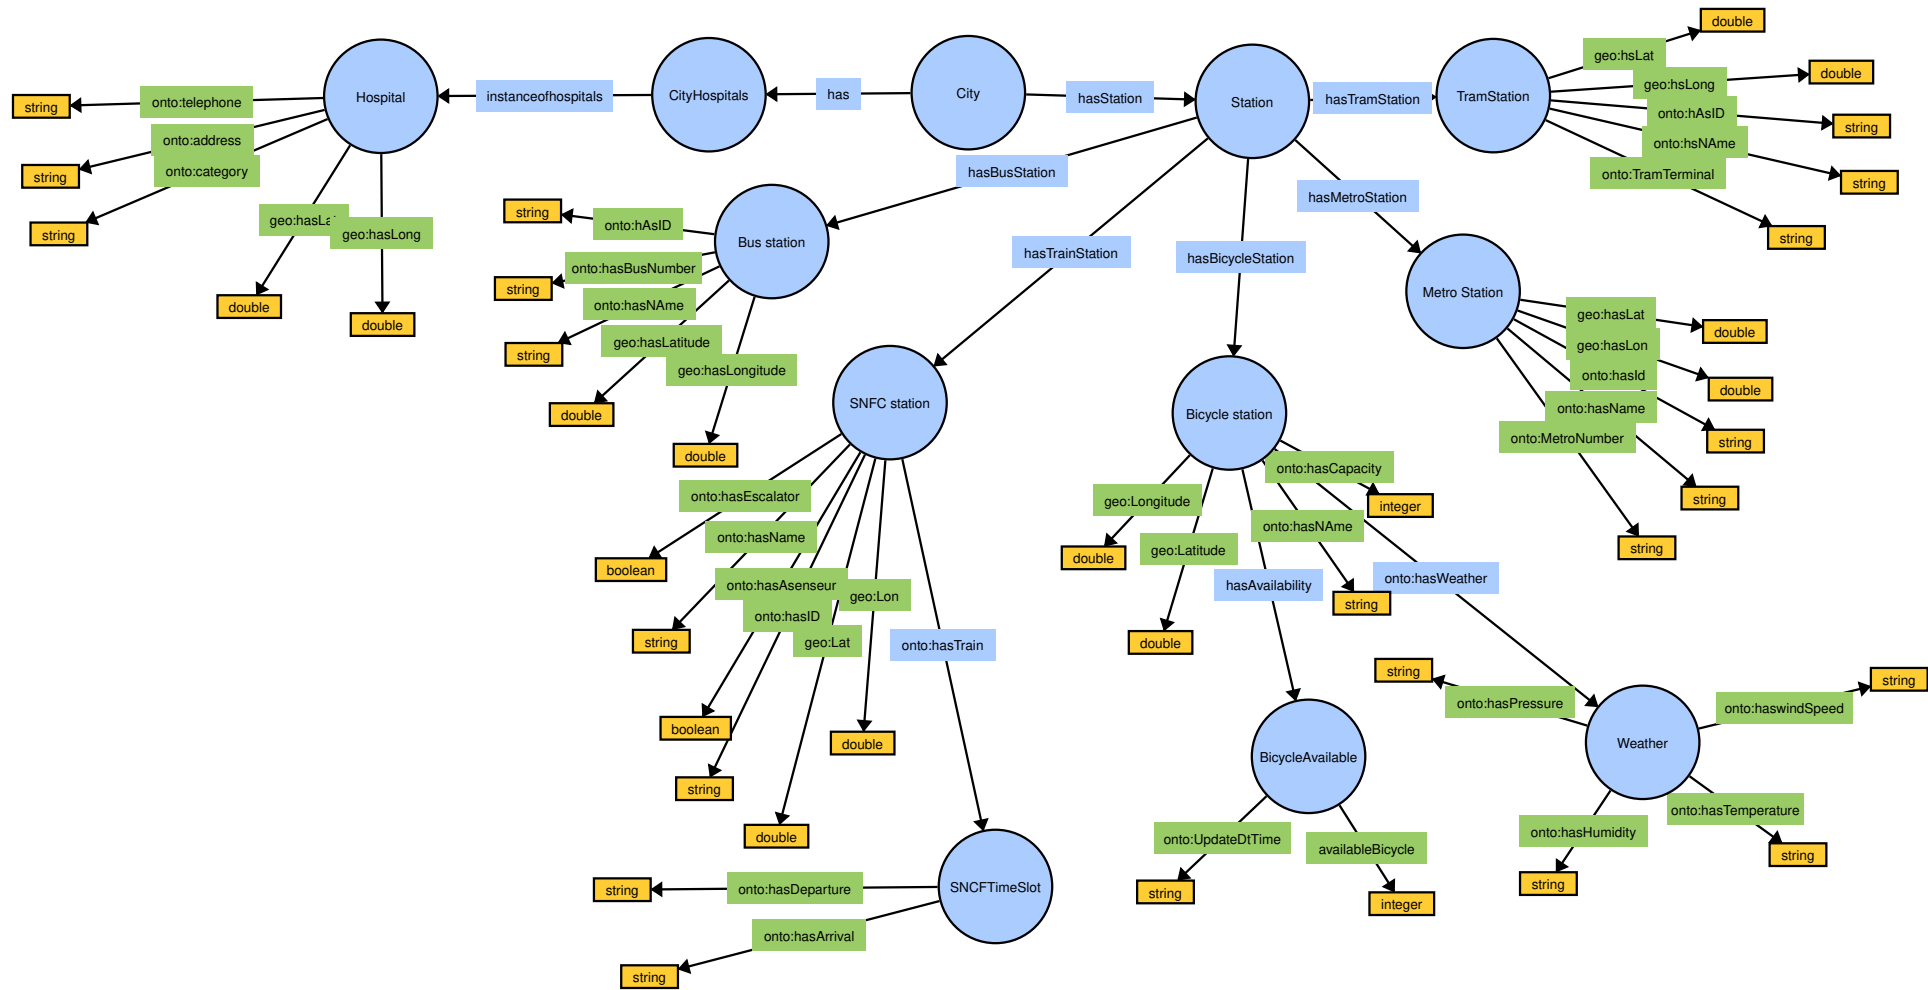 double
geo:hsLat
string
onto:telephone
Hospital
instanceofhospitals
CityHospitals
has
City
hasStation
Station
hasTramStation
TramStation
geo:hsLong
double
onto:hAsID
string
onto:address
string
onto:category
onto:hsNAme
string
onto:TramTerminal
string
hasBusStation
hasMetroStation
string
geo:hasLong
string
onto:hAsID
Bus station
hasTrainStation
hasBicycleStation
string
onto:hasBusNumber
double
double
onto:hasNAme
string
geo:hasLatitude
geo:hasLongitude
double
double
Metro Station
geo:hasLat
double
geo:hasLon
double
onto:hasId
string
onto:hasName
string
onto:MetroNumber
string
SNFC station
Bicycle station
onto:hasEscalator
boolean
onto:hasName
string
onto:hasAsenseur
boolean
onto:hasID
string
geo:Lat
double
geo:Lon
double
onto:hasTrain
geo:Longitude
double
geo:Latitude
double
hasAvailability
onto:hasCapacity
integer
onto:hasNAme
string
onto:hasWeather
string
onto:hasPressure
Weather
onto:haswindSpeed
string
onto:hasHumidity
string
onto:hasTemperature
string
BicycleAvailable
onto:UpdateDtTime
string
availableBicycle
integer
SNCFTimeSlot
onto:hasDeparture
string
onto:hasArrival
string